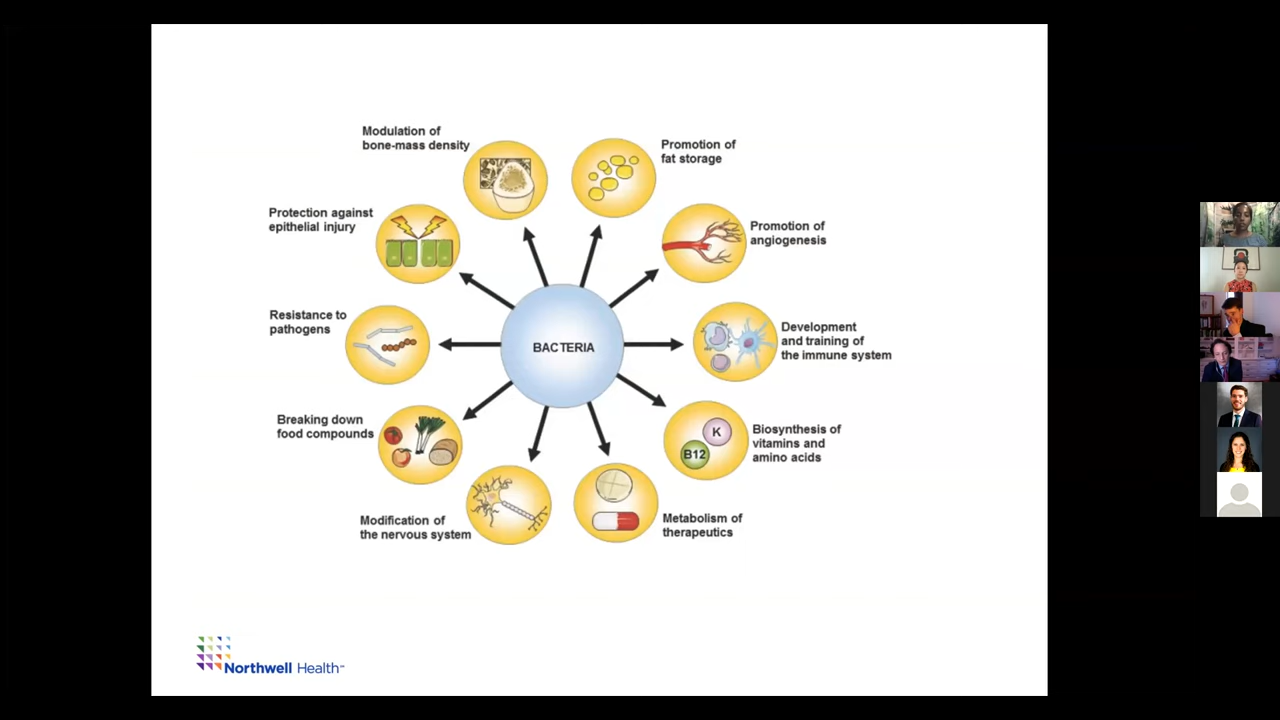 Modulation of
bone-mass density
Promotion of
fat storage
Protection against
epithelial injury
Promotion of
angiogenesis
Resistance to
pathogens
BACTERIA
Development
and training of
the immune system
Breaking down
food compounds
K
B12
Biosynthesis of
vitamins and
amino acids
Modification of
the nervous system
Metabolism of
therapeutics
Northwell Health℠